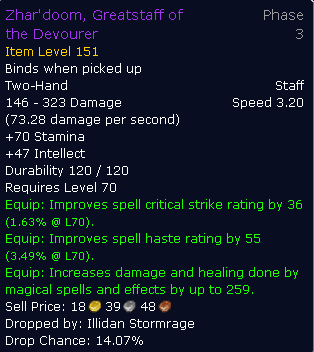 Zhar'doom, Greatstaff of the Devourer
Phase 3
Item Level 151
Binds when picked up
Two-Hand Staff
146 - 323 Damage Speed 3.20
(73.28 damage per second)
+70 Stamina
+47 Intellect
Durability 120 / 120
Requires Level 70
Equip: Improves spell critical strike rating by 36
(1.63% @ L70).
Equip: Improves spell haste rating by 55
(3.49% @ L70).
Equip: Increases damage and healing done by
magical spells and effects by up to 259.
Sell Price: 18 39 48
Dropped by: Illidan Stormrage
Drop Chance: 14.07%